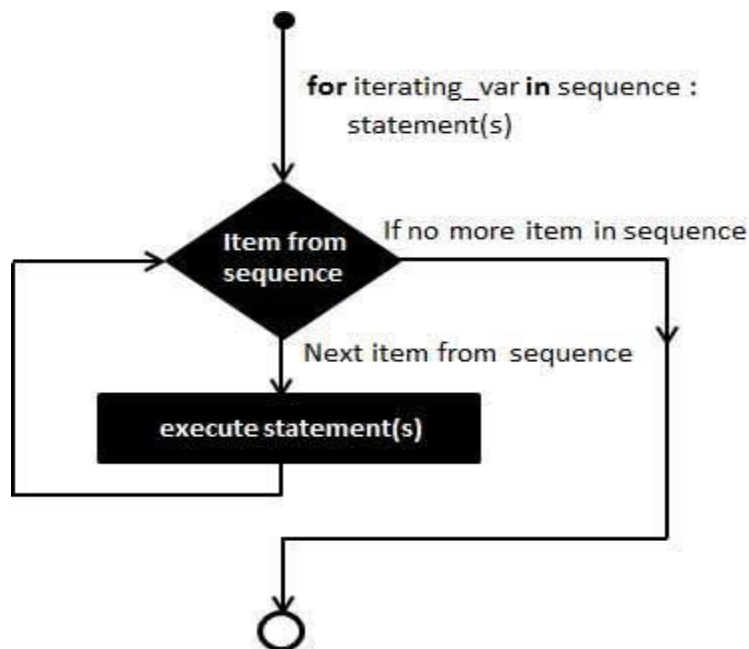 for iterating_var in sequence :
statement(s)
Item from
sequence
If no more item in sequence
Next item from sequence
execute statement(s)